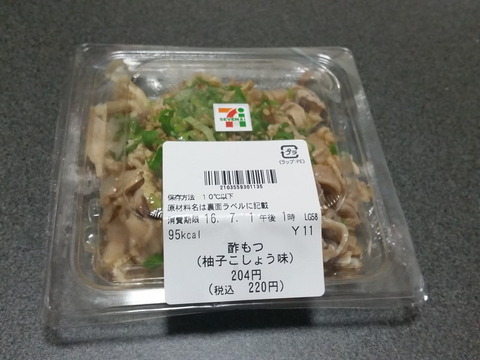 7
SEVEN&i
プラ
(ラップ:PE)
2103559301135
保存方法 10℃以下
原材料名は裏面ラベルに記載
消費期限 16. 7. 1 午後 1時 LG58
95kcal Y11
酢もつ
(柚子こしょう味)
204円
(税込 220円)